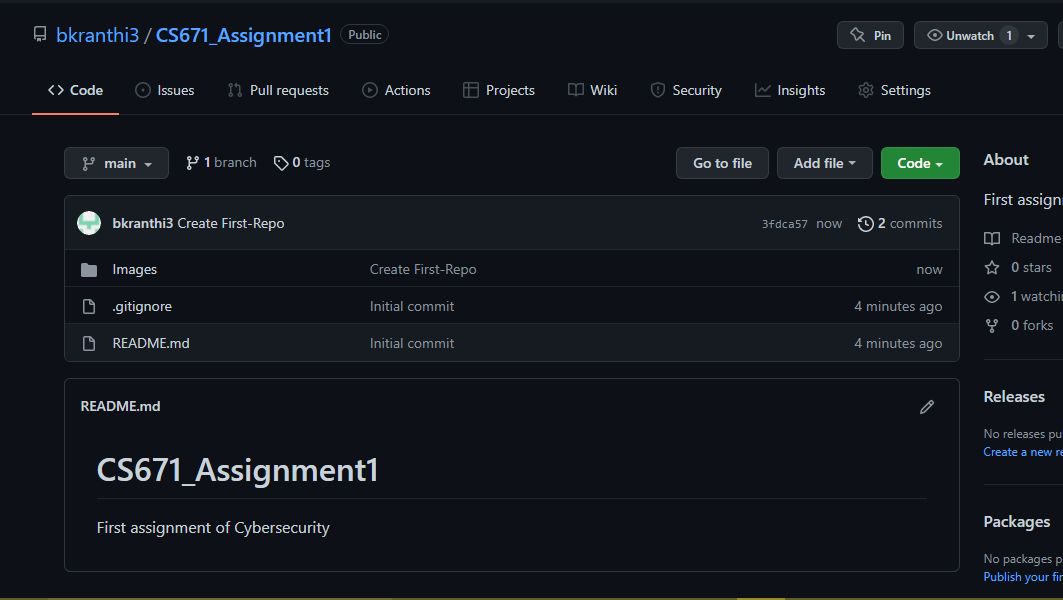 bkranthi3 / CS671_Assignment1 Public Pin Unwatch 1
Code Issues Pull requests Actions Projects Wiki Security Insights Settings
main 1 branch 0 tags Go to file Add file Code
bkranthi3 Create First-Repo 3fdca57 now 2 commits
Images Create First-Repo now
.gitignore Initial commit 4 minutes ago
README.md Initial commit 4 minutes ago
README.md
CS671_Assignment1
First assignment of Cybersecurity
About
First assign
Readme
0 stars
1 watchin
0 forks
Releases
No releases pu
Create a new re
Packages
No packages p
Publish your fir